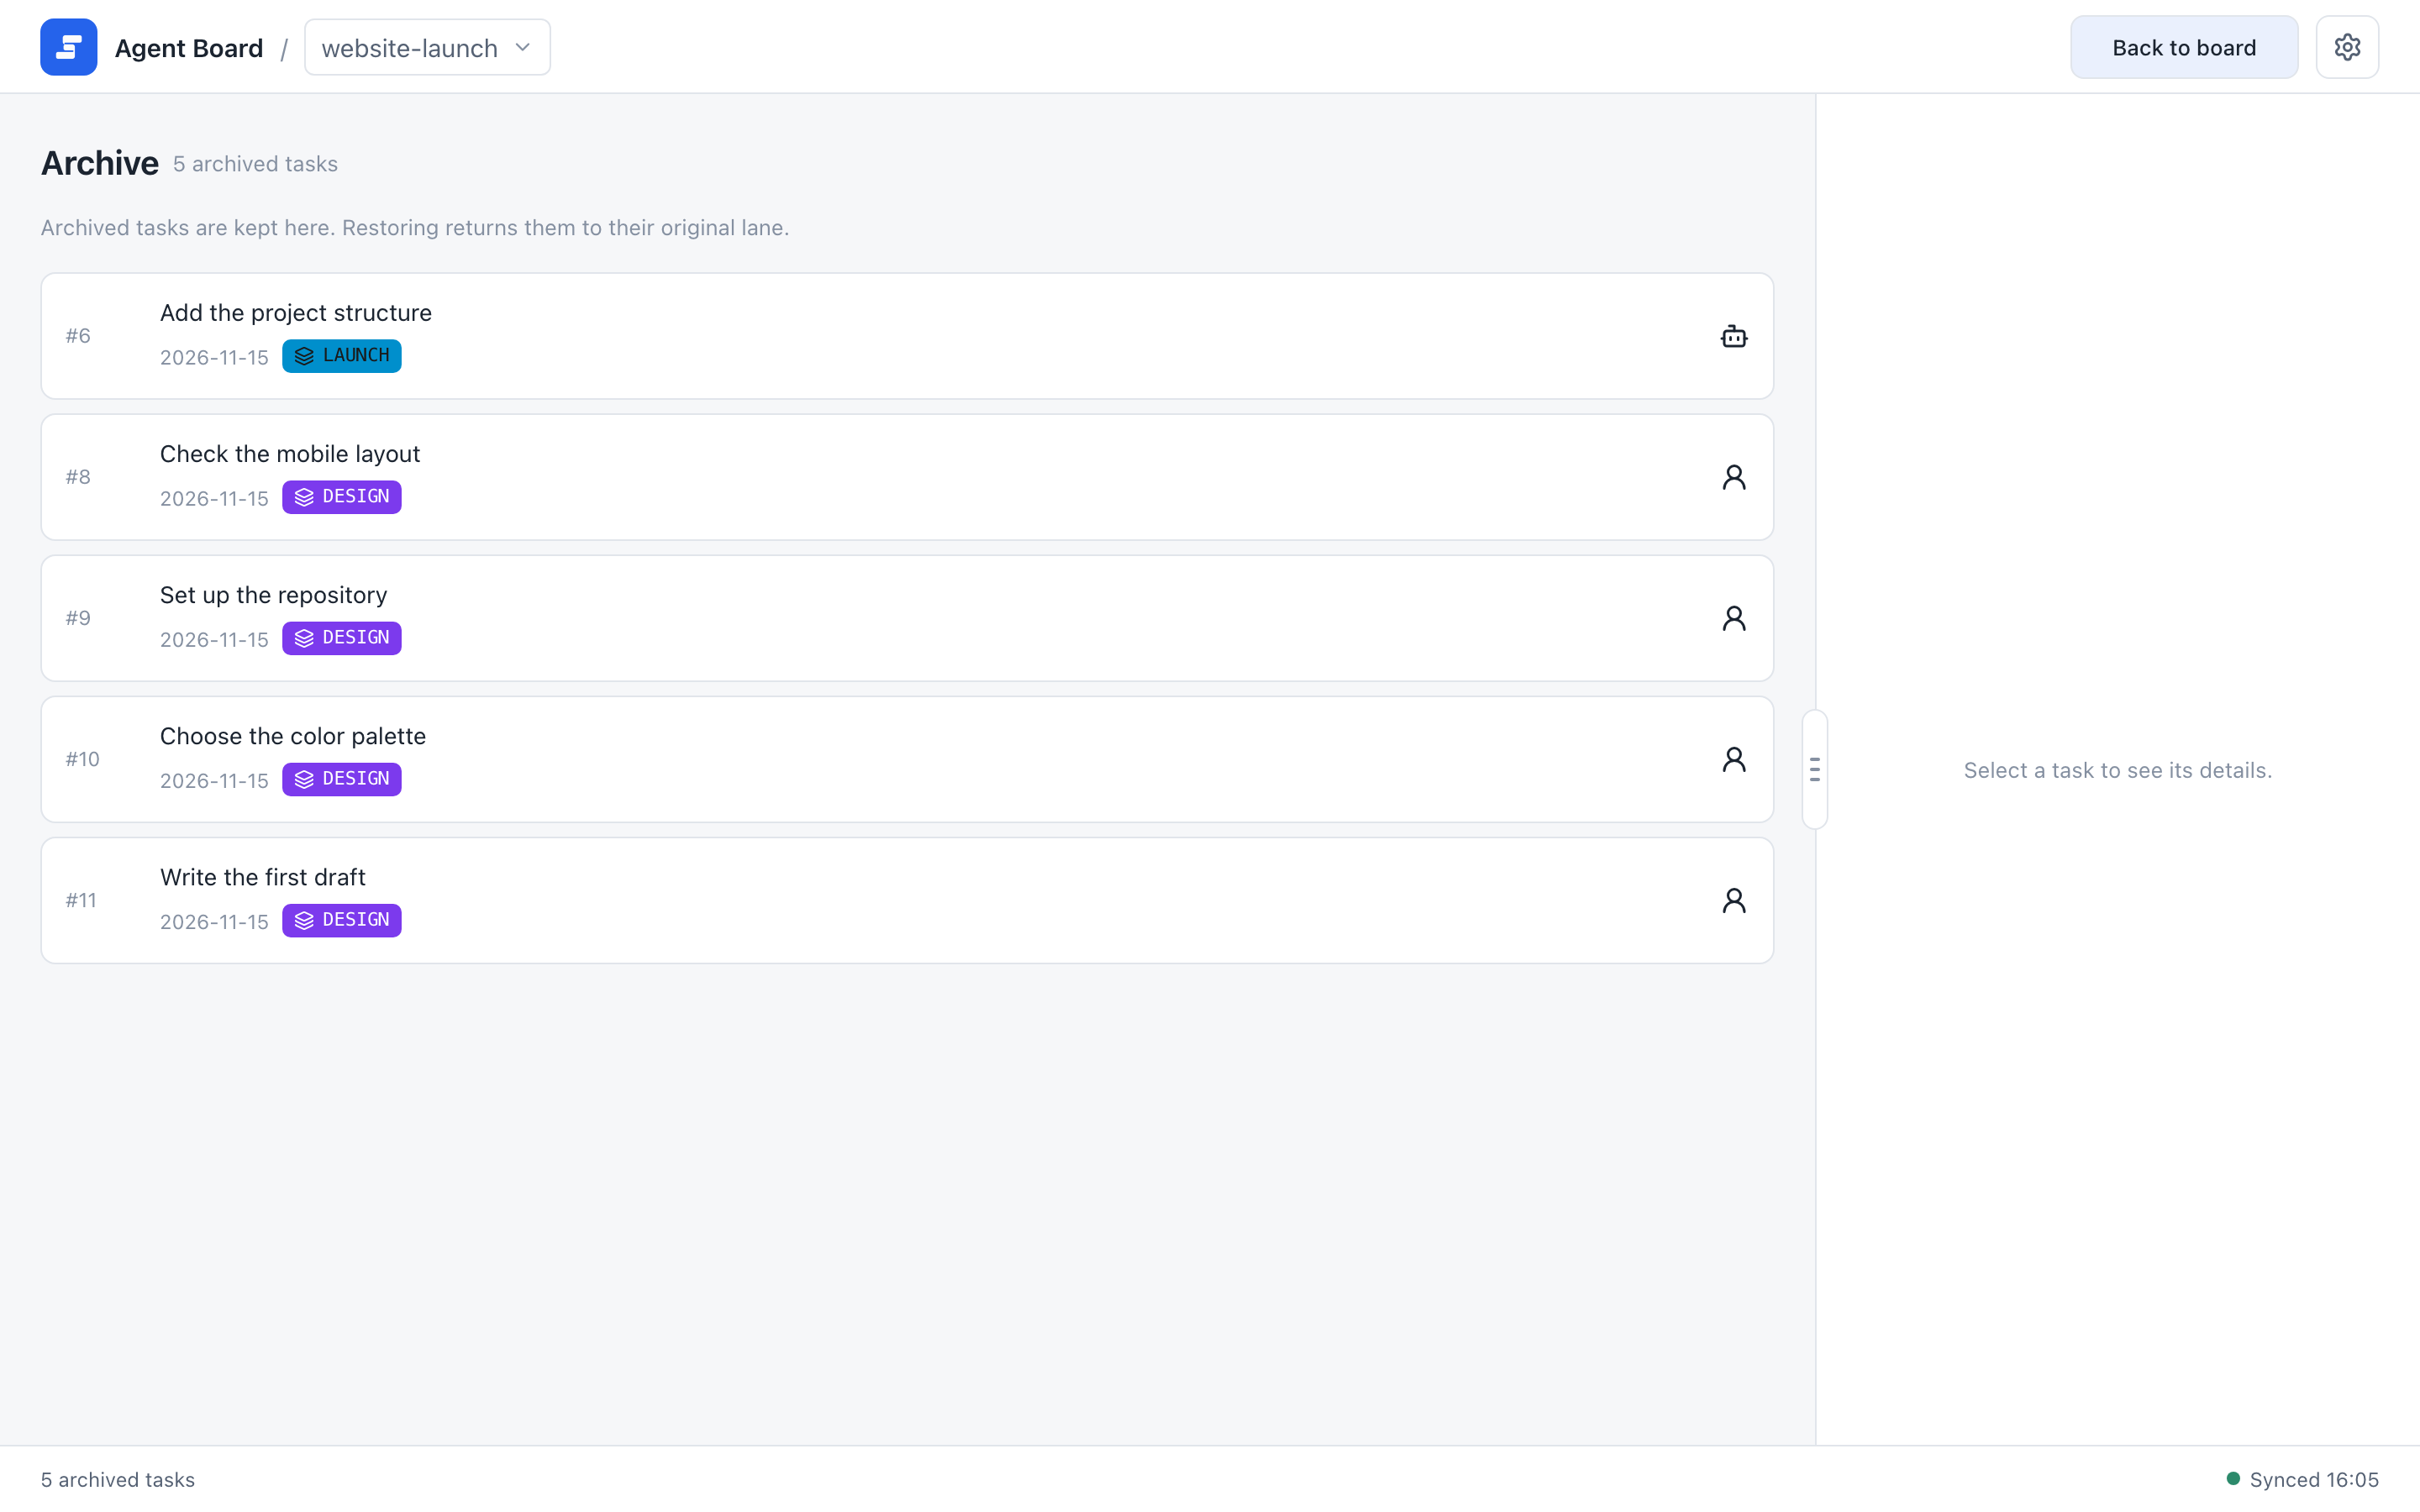 Agent Board / website-launch
Back to board
Archive 5 archived tasks
Archived tasks are kept here. Restoring returns them to their original lane.
#6
Add the project structure
2026-11-15 LAUNCH
#8
Check the mobile layout
2026-11-15 DESIGN
#9
Set up the repository
2026-11-15 DESIGN
#10
Choose the color palette
2026-11-15 DESIGN
#11
Write the first draft
2026-11-15 DESIGN
Select a task to see its details.
5 archived tasks
Synced 16:05